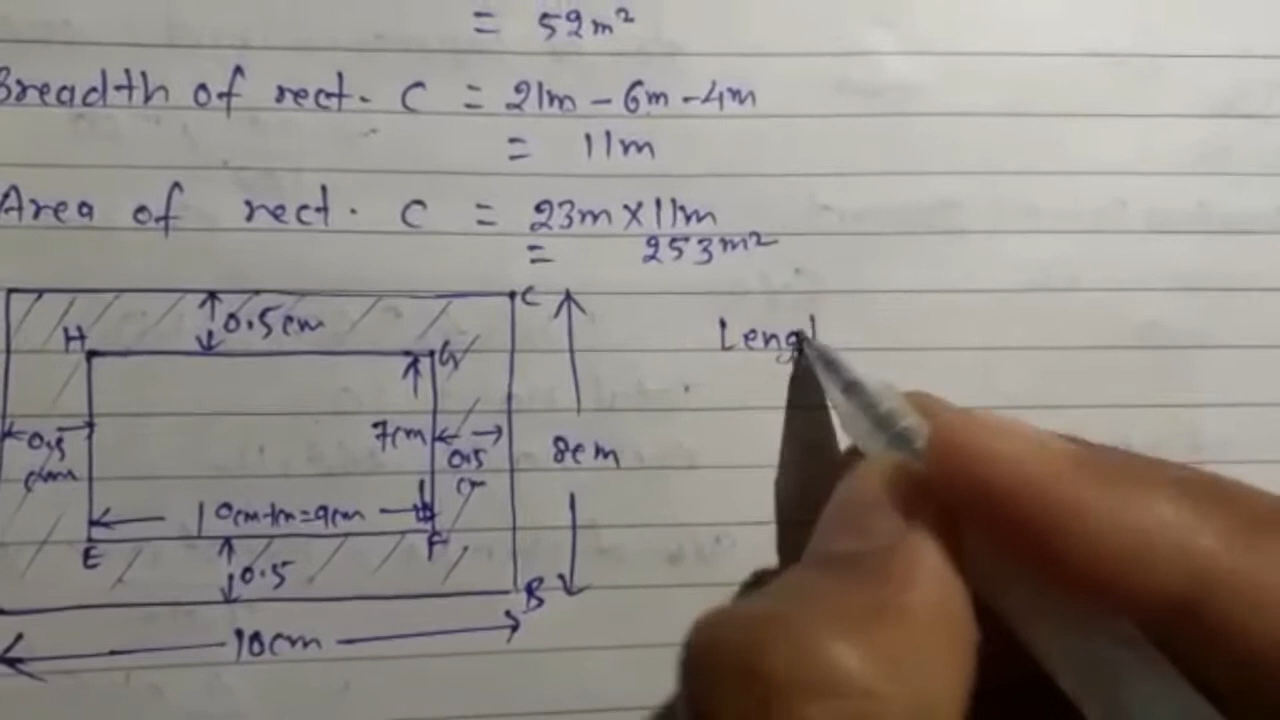 = 52m²
Breadth of rect. C = 21m - 6m - 4m
= 11m
Area of rect. C = 23m × 11m
= 253m²
C
0.5cm
H
G
Leng
7cm
0.5
0.5
8cm
10cm-1cm=9cm
E
F
0.5
B
10cm